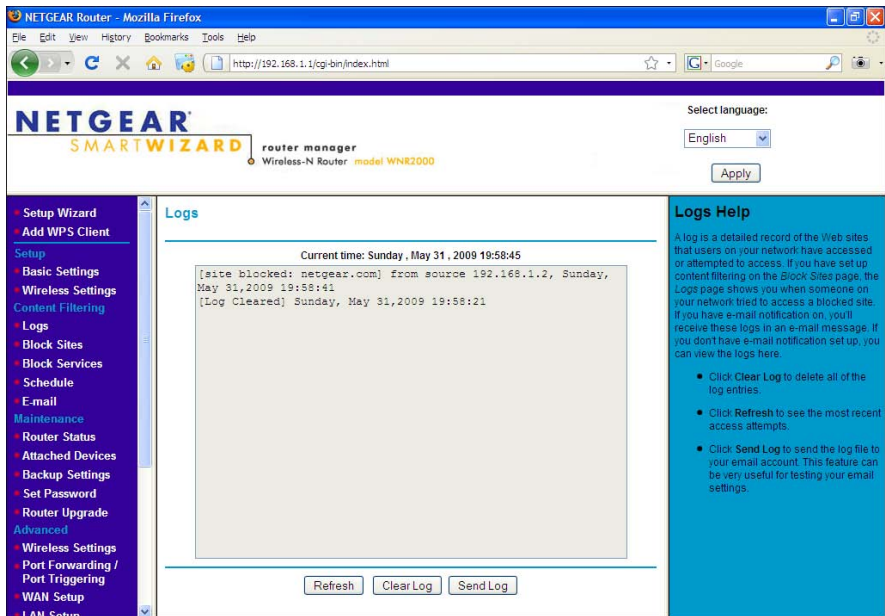 NETGEAR Router - Mozilla Firefox
File Edit View History Bookmarks Tools Help
http://192.168.1.1/cgi-bin/index.html
G Google
NETGEAR®
SMARTWIZARD
router manager
Wireless-N Router model WNR2000
Select language:
English
Apply
Setup Wizard
Add WPS Client
Setup
Basic Settings
Wireless Settings
Content Filtering
Logs
Block Sites
Block Services
Schedule
E-mail
Maintenance
Router Status
Attached Devices
Backup Settings
Set Password
Router Upgrade
Advanced
Wireless Settings
Port Forwarding /
Port Triggering
WAN Setup
LAN Setup
Logs
Current time: Sunday , May 31 , 2009 19:58:45
[site blocked: netgear.com] from source 192.168.1.2, Sunday,
May 31,2009 19:58:41
[Log Cleared] Sunday, May 31,2009 19:58:21
Refresh Clear Log Send Log
Logs Help
A log is a detailed record of the Web sites
that users on your network have accessed
or attempted to access. If you have set up
content filtering on the Block Sites page, the
Logs page shows you when someone on
your network tried to access a blocked site.
If you have e-mail notification on, you'll
receive these logs in an e-mail message. If
you don't have e-mail notification set up, you
can view the logs here.
Click Clear Log to delete all of the
log entries.
Click Refresh to see the most recent
access attempts.
Click Send Log to send the log file to
your email account. This feature can
be very useful for testing your email
settings.